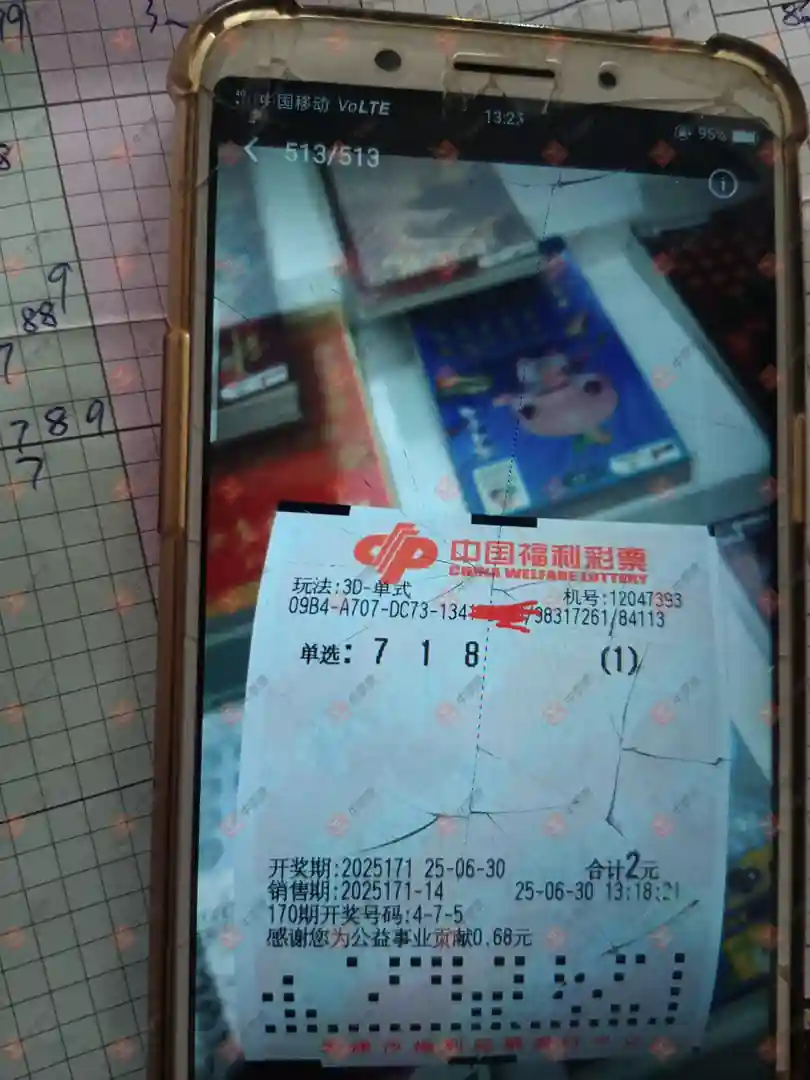 中国移动 VoLTE
13:23
95%
513/513
9
88
7
789
7
中国福利彩票
CHINA WELFARE LOTTERY
玩法:3D-单式
机号:12047393
09B4-A707-DC73-134
/98317261/84113
单选: 7 1 8 (1)
开奖期:2025171 25-06-30 合计2元
销售期:2025171-14 25-06-30 13:18:21
170期开奖号码:4-7-5
感谢您为公益事业贡献0.68元